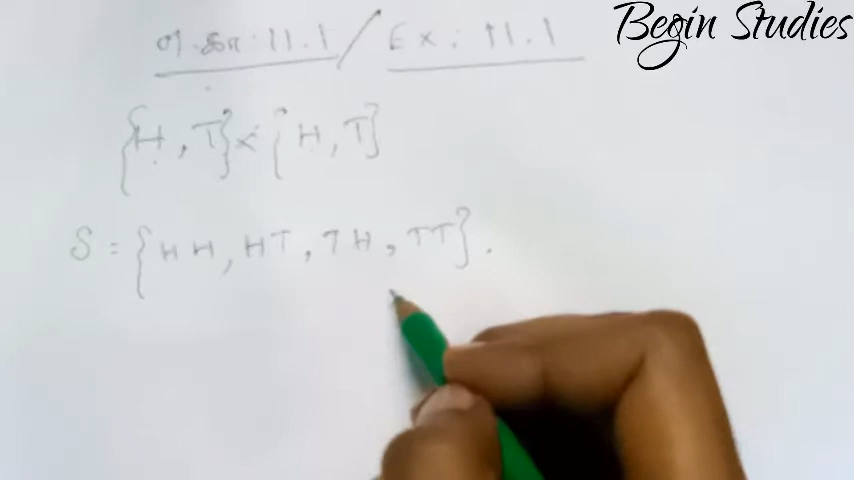 Begin Studies
எ.கா: 11.1 / Ex: 11.1
{H, T} × {H, T}
S = {HH, HT, TH, TT}.